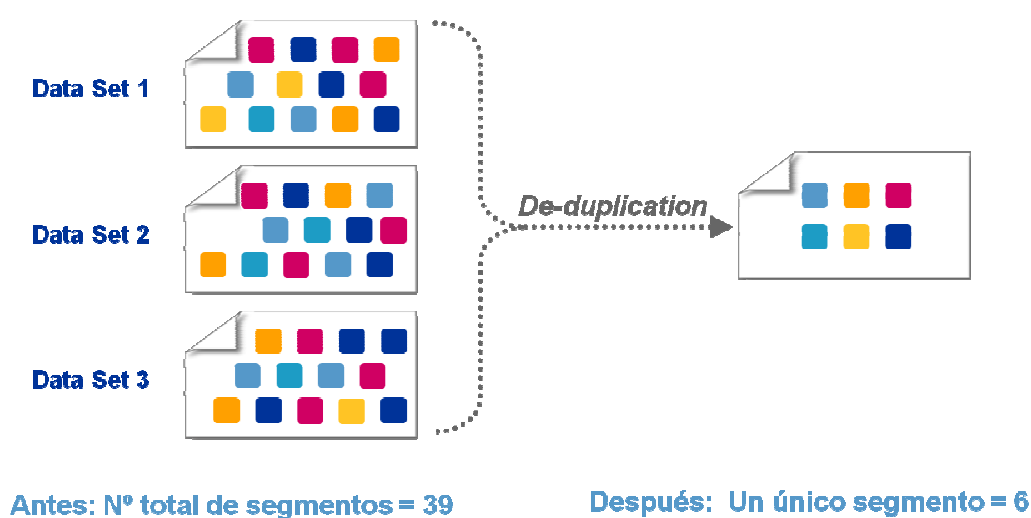 Data Set 1
Data Set 2
De-duplication
Data Set 3
Antes: Nº total de segmentos = 39
Después: Un único segmento = 6